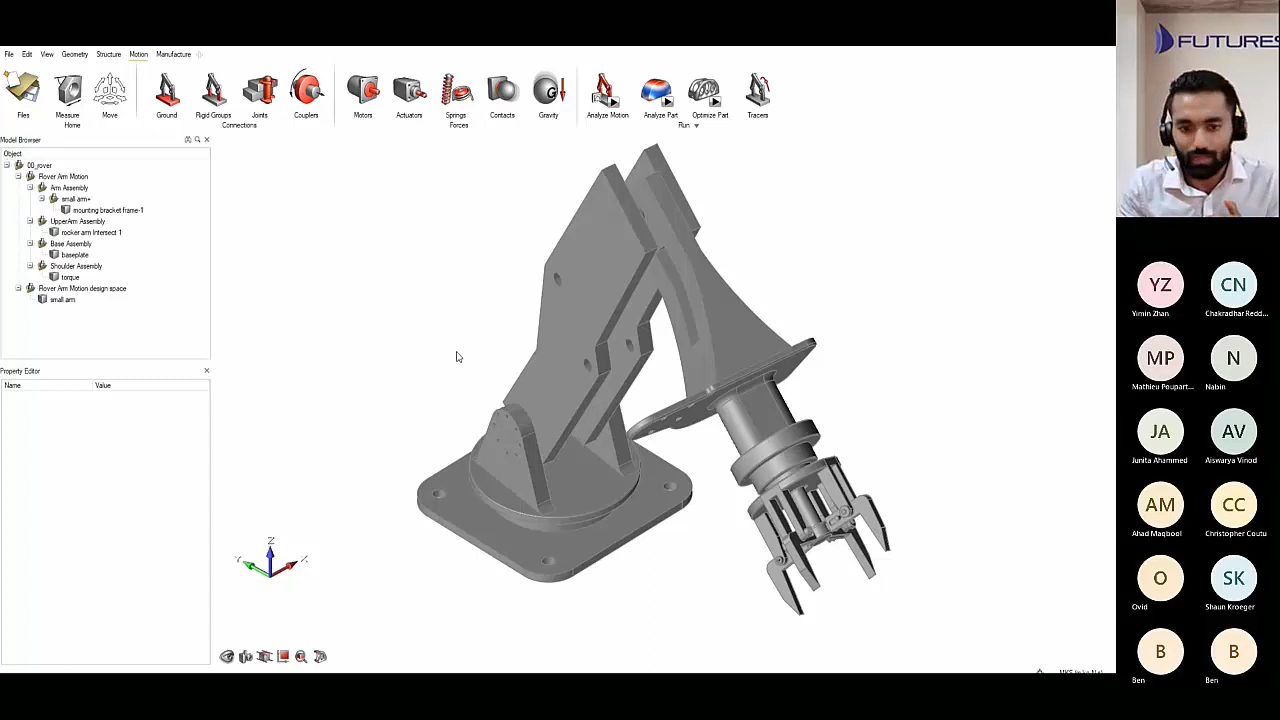 File Edit View Geometry Structure Motion Manufacture
Files Measure Move Ground Rigid Groups Joints Couplers Motors Actuators Springs Contacts Gravity Analyze Motion Analyze Part Optimize Part Tracers
Home Connections Forces Run
G
Model Browser
Object
00_rover
Rover Arm Motion
Arm Assembly
small arm+
mounting bracket frame-1
UpperArm Assembly
rocker arm Intersect 1
Base Assembly
baseplate
Shoulder Assembly
torque
Rover Arm Motion design space
small arm
Property Editor
Name Value
Z
Y X
FUTURES
YZ CN
Yimin Zhan Chakradhar Redd...
MP N
Mathieu Poupart... Nabin
JA AV
Junita Ahammed Aiswarya Vinod
AM CC
Ahad Maqbool Christopher Coutu
O SK
Ovid Shaun Kroeger
B B
Ben Ben